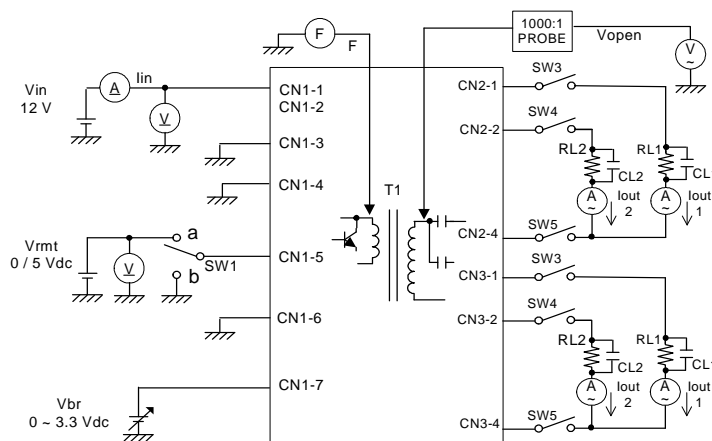 1000:1
PROBE
Vopen
V
~
F
F
Vin
12 V
A
Iin
V
CN1-1
CN1-2
CN1-3
CN1-4
Vrmt
0 / 5 Vdc
V
a
b
SW1
CN1-5
CN1-6
Vbr
0 ~ 3.3 Vdc
CN1-7
T1
CN2-1
SW3
CN2-2
SW4
RL2
CL2
RL1
CL1
A
~
Iout
2
A
~
Iout
1
CN2-4
SW5
CN3-1
SW3
CN3-2
SW4
RL2
CL2
RL1
A
~
Iout
2
A
~
Iout
1
CN3-4
SW5